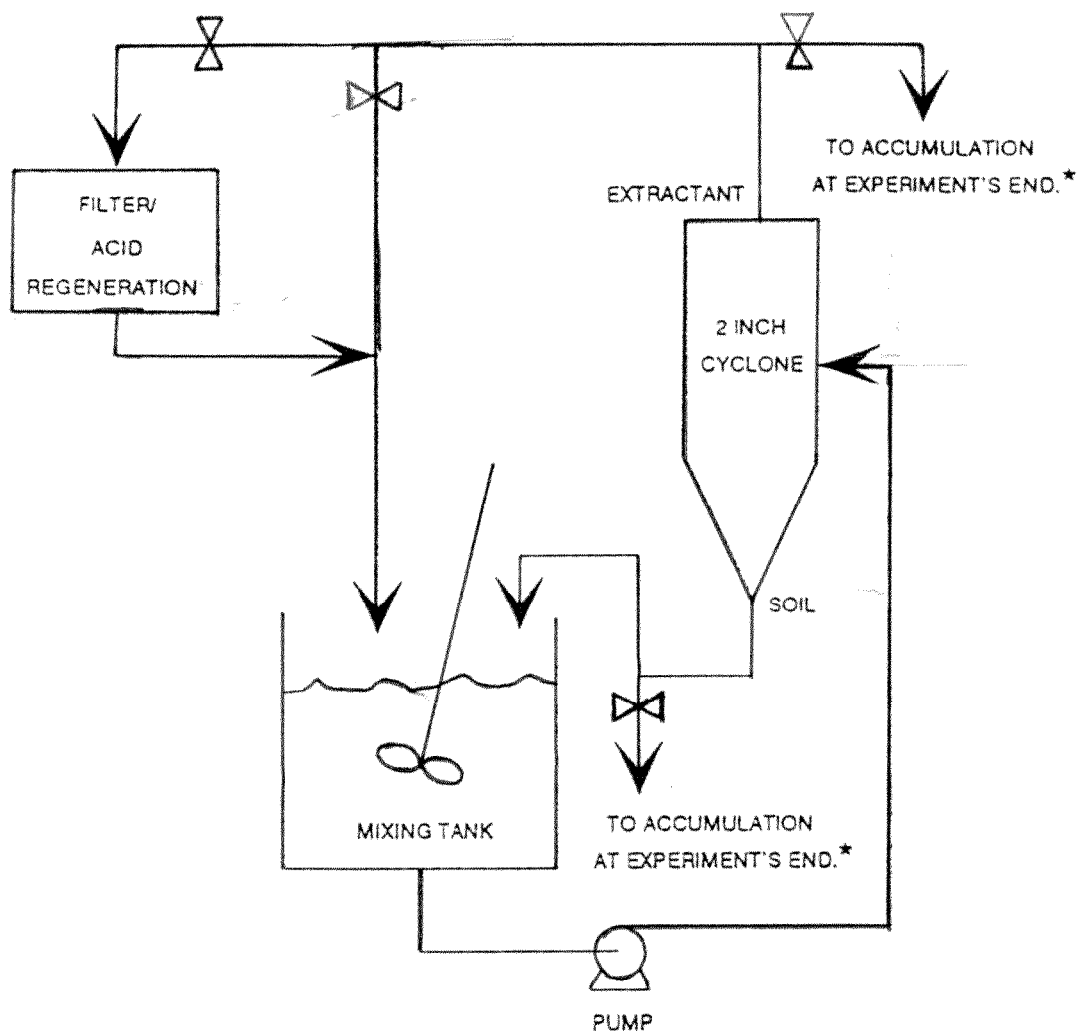 TO ACCUMULATION
AT EXPERIMENT'S END.*
EXTRACTANT
FILTER/
ACID
REGENERATION
2 INCH
CYCLONE
SOIL
MIXING TANK
TO ACCUMULATION
AT EXPERIMENT'S END.*
PUMP